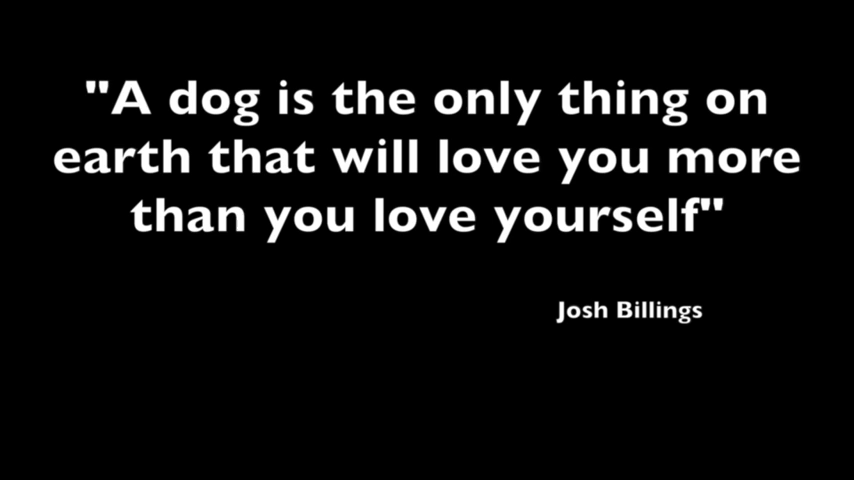 "A dog is the only thing on
earth that will love you more
than you love yourself"
Josh Billings